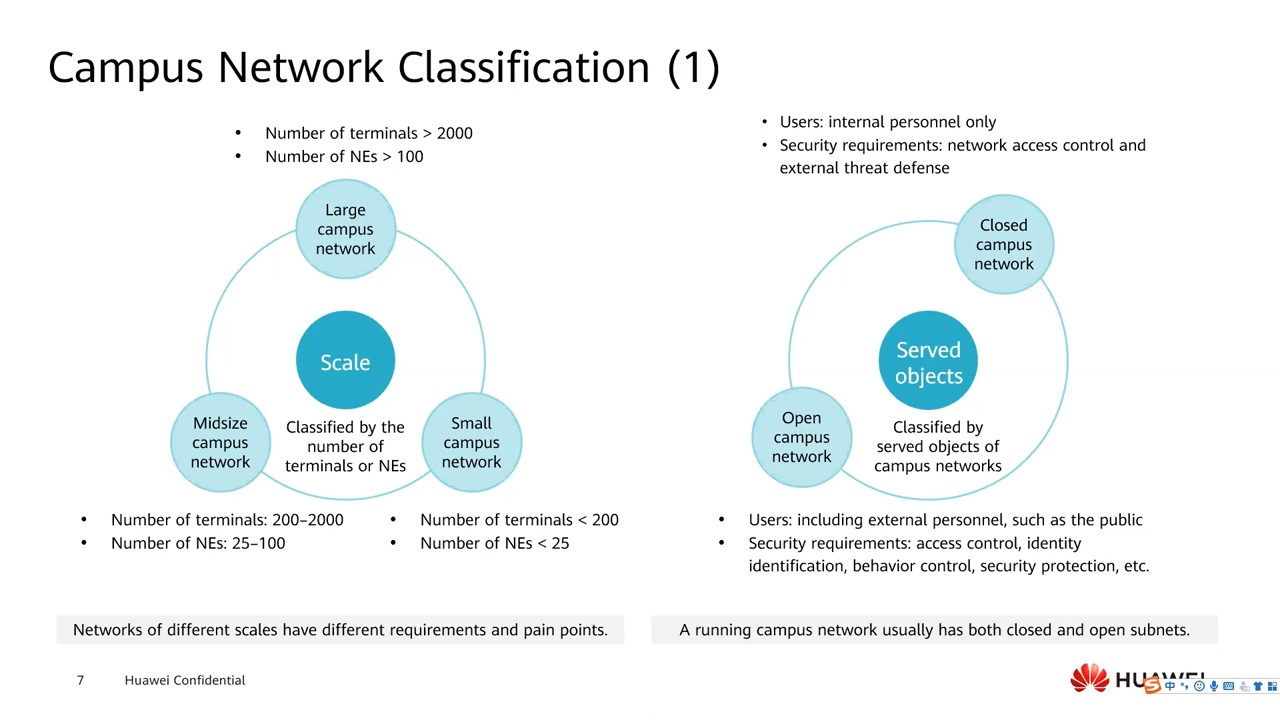 Campus Network Classification (1)
• Number of terminals > 2000
• Number of NEs > 100
Large
campus
network
Scale
Midsize
campus
network
Classified by the
number of
terminals or NEs
Small
campus
network
• Number of terminals: 200–2000
• Number of NEs: 25–100
• Number of terminals < 200
• Number of NEs < 25
Networks of different scales have different requirements and pain points.
• Users: internal personnel only
• Security requirements: network access control and
external threat defense
Closed
campus
network
Served
objects
Open
campus
network
Classified by
served objects of
campus networks
• Users: including external personnel, such as the public
• Security requirements: access control, identity
identification, behavior control, security protection, etc.
A running campus network usually has both closed and open subnets.
7 Huawei Confidential
HUAWEI
中